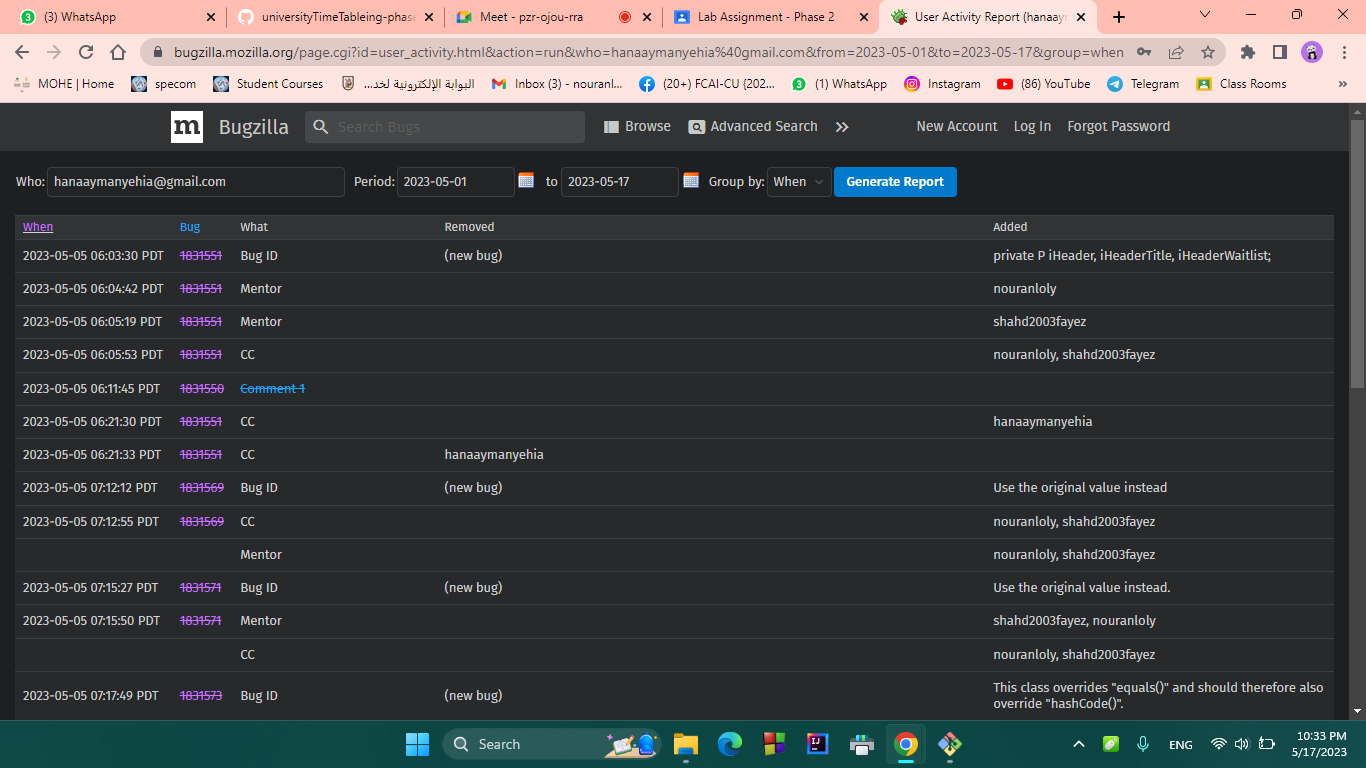 (3) WhatsApp
universityTimeTableing-phase
Meet - pzr-ojou-rra
Lab Assignment - Phase 2
User Activity Report (hanaaym
bugzilla.mozilla.org/page.cgi?id=user_activity.html&action=run&who=hanaaymanyehia%40gmail.com&from=2023-05-01&to=2023-05-17&group=when
MOHE | Home
specom
Student Courses
البوابة الإلكترونية لخد...
Inbox (3) - nouranl...
(20+) FCAI-CU {202...
(1) WhatsApp
Instagram
(86) YouTube
Telegram
Class Rooms
»
m Bugzilla
Search Bugs
Browse
Advanced Search
New Account
Log In
Forgot Password
Who: hanaaymanyehia@gmail.com Period: 2023-05-01 to 2023-05-17 Group by: When Generate Report
When Bug What Removed Added
2023-05-05 06:03:30 PDT 1831551 Bug ID (new bug) private P iHeader, iHeaderTitle, iHeaderWaitlist;
2023-05-05 06:04:42 PDT 1831551 Mentor nouranloly
2023-05-05 06:05:19 PDT 1831551 Mentor shahd2003fayez
2023-05-05 06:05:53 PDT 1831551 CC nouranloly, shahd2003fayez
2023-05-05 06:11:45 PDT 1831550 Comment 1
2023-05-05 06:21:30 PDT 1831551 CC hanaaymanyehia
2023-05-05 06:21:33 PDT 1831551 CC hanaaymanyehia
2023-05-05 07:12:12 PDT 1831569 Bug ID (new bug) Use the original value instead
2023-05-05 07:12:55 PDT 1831569 CC nouranloly, shahd2003fayez
Mentor nouranloly, shahd2003fayez
2023-05-05 07:15:27 PDT 1831571 Bug ID (new bug) Use the original value instead.
2023-05-05 07:15:50 PDT 1831571 Mentor shahd2003fayez, nouranloly
CC nouranloly, shahd2003fayez
2023-05-05 07:17:49 PDT 1831573 Bug ID (new bug) This class overrides "equals()" and should therefore also
override "hashCode()".
Search
ENG
10:33 PM
5/17/2023